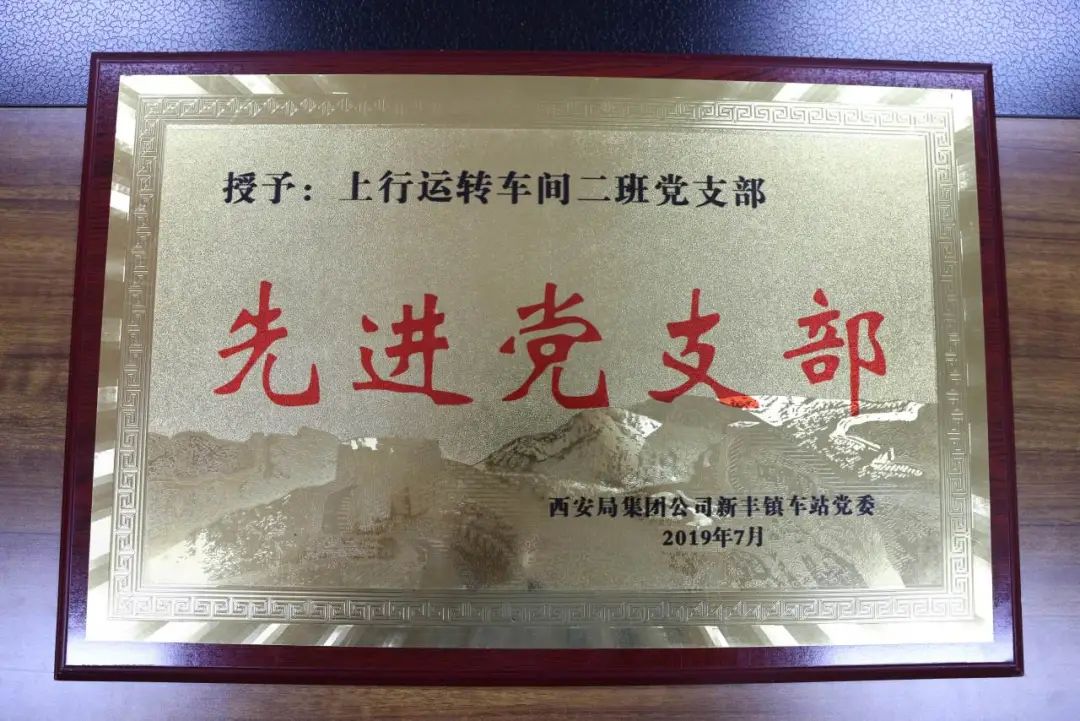 授予：上行运转车间二班党支部
先进党支部
西安局集团公司新丰镇车站党委
2019年7月